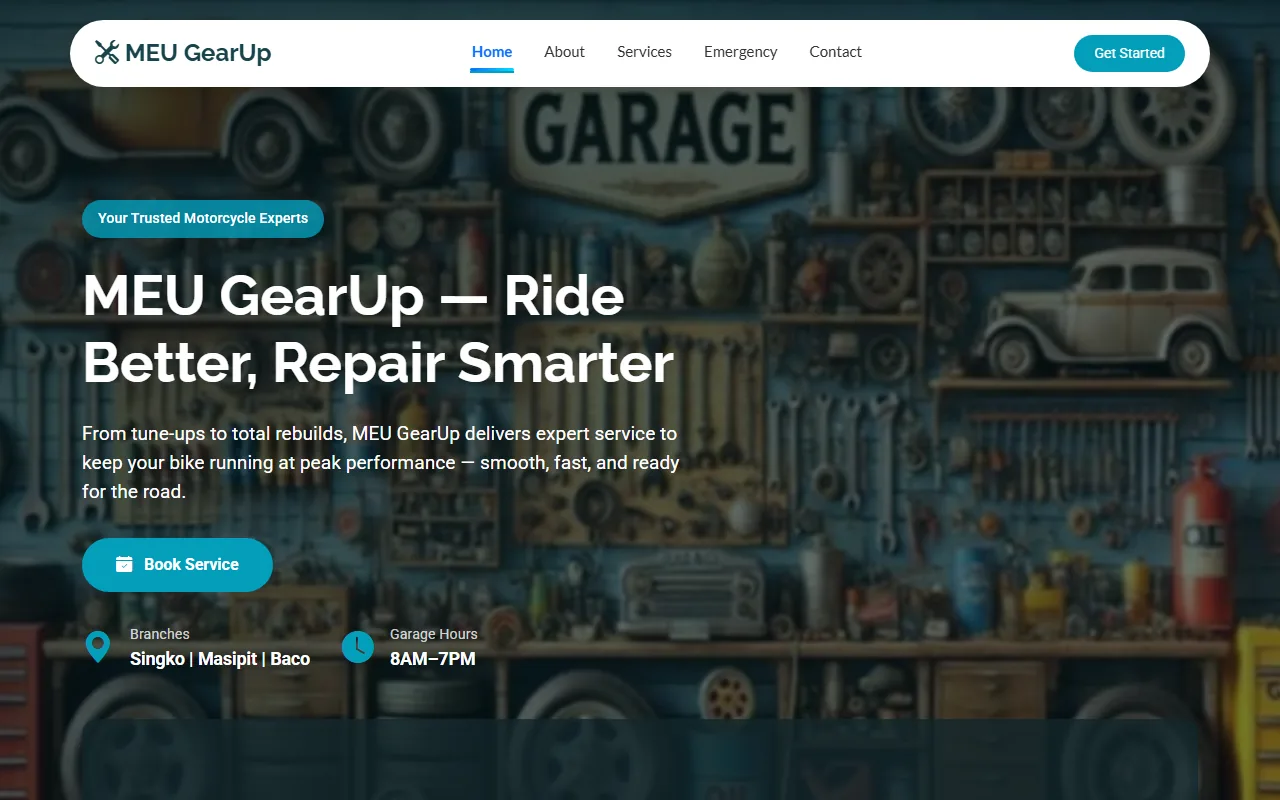 MEU GearUp
Home
About
Services
Emergency
Contact
Get Started
GARAGE
Your Trusted Motorcycle Experts
MEU GearUp — Ride
Better, Repair Smarter
From tune-ups to total rebuilds, MEU GearUp delivers expert service to
keep your bike running at peak performance — smooth, fast, and ready
for the road.
Book Service
OIL
Branches
Singko | Masipit | Baco
Garage Hours
8AM–7PM